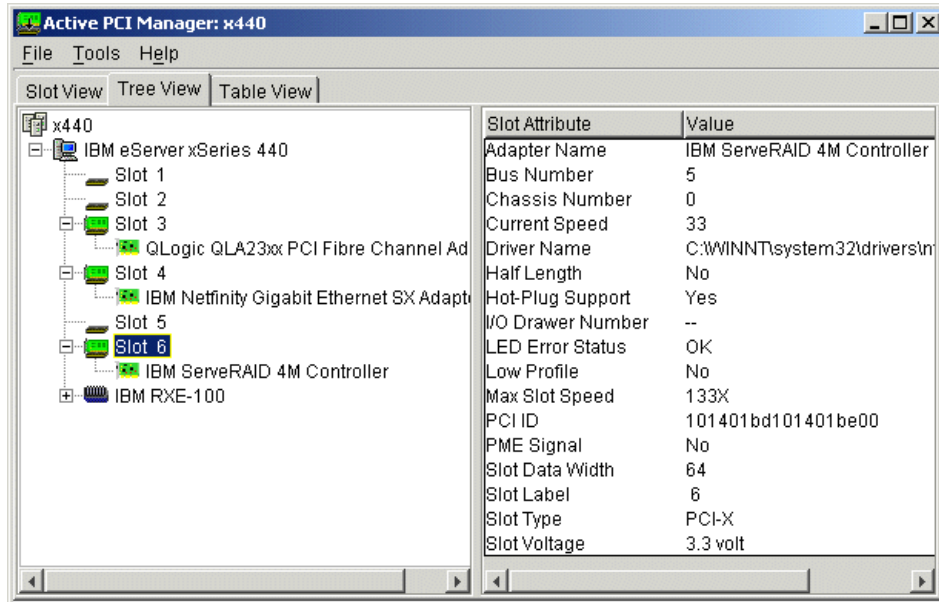 Active PCI Manager: x440
File Tools Help
Slot View Tree View Table View
x440
IBM eServer xSeries 440
Slot 1
Slot 2
Slot 3
QLogic QLA23xx PCI Fibre Channel Ad
Slot 4
IBM Netfinity Gigabit Ethernet SX Adapt
Slot 5
Slot 6
IBM ServeRAID 4M Controller
IBM RXE-100
Slot Attribute Value
Adapter Name IBM ServeRAID 4M Controller
Bus Number 5
Chassis Number 0
Current Speed 33
Driver Name C:\WINNT\system32\drivers\n
Half Length No
Hot-Plug Support Yes
I/O Drawer Number --
LED Error Status OK
Low Profile No
Max Slot Speed 133X
PCI ID 101401bd101401be00
PME Signal No
Slot Data Width 64
Slot Label 6
Slot Type PCI-X
Slot Voltage 3.3 volt